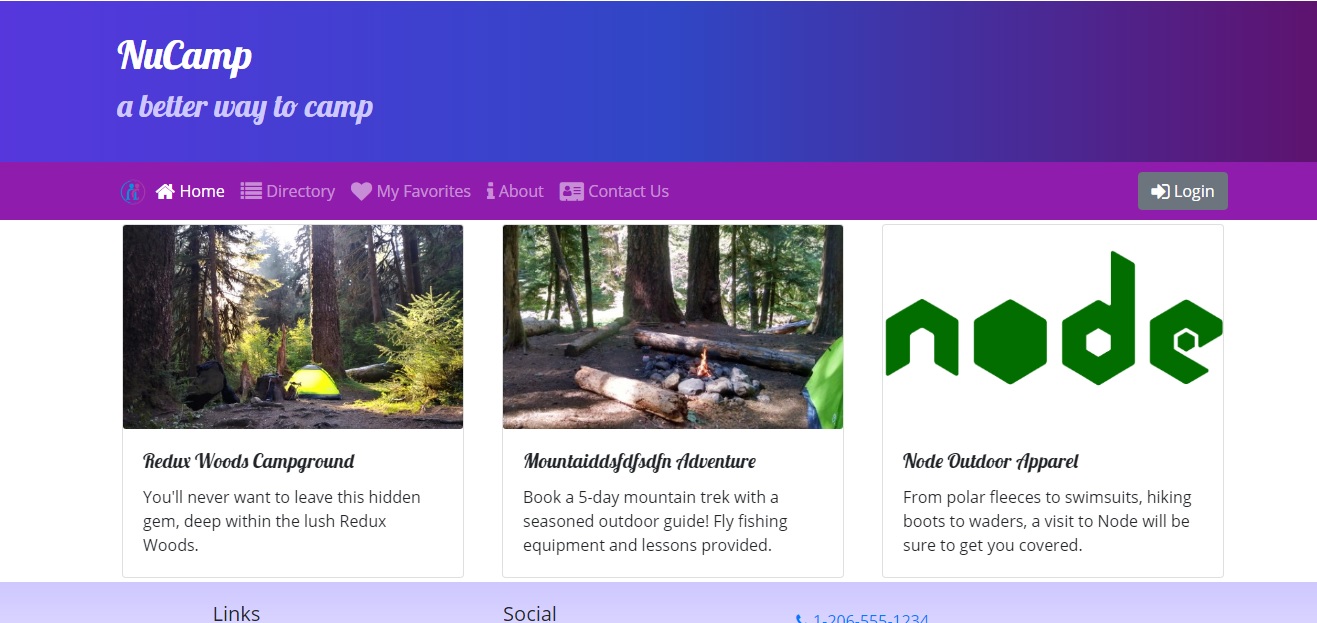 NuCamp
a better way to camp
Home Directory My Favorites About Contact Us Login
node
Redux Woods Campground
You'll never want to leave this hidden
gem, deep within the lush Redux
Woods.
Mountaiddsfdfsdfn Adventure
Book a 5-day mountain trek with a
seasoned outdoor guide! Fly fishing
equipment and lessons provided.
Node Outdoor Apparel
From polar fleeces to swimsuits, hiking
boots to waders, a visit to Node will be
sure to get you covered.
Links
Social
1-206-555-1234